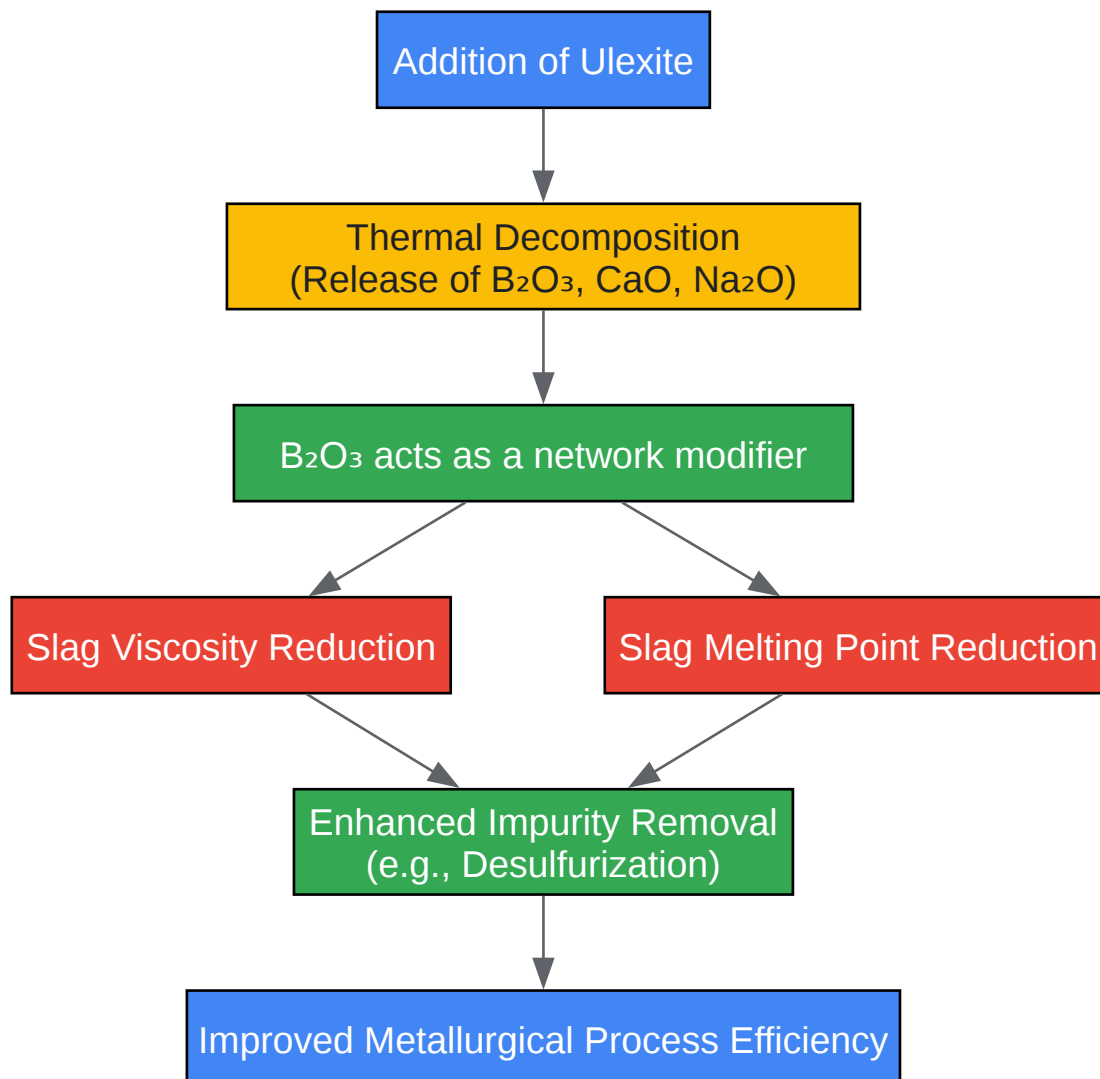 Addition of Ulexite
Thermal Decomposition
(Release of B₂O₃, CaO, Na₂O)
B₂O₃ acts as a network modifier
Slag Viscosity Reduction
Slag Melting Point Reduction
Enhanced Impurity Removal
(e.g., Desulfurization)
Improved Metallurgical Process Efficiency